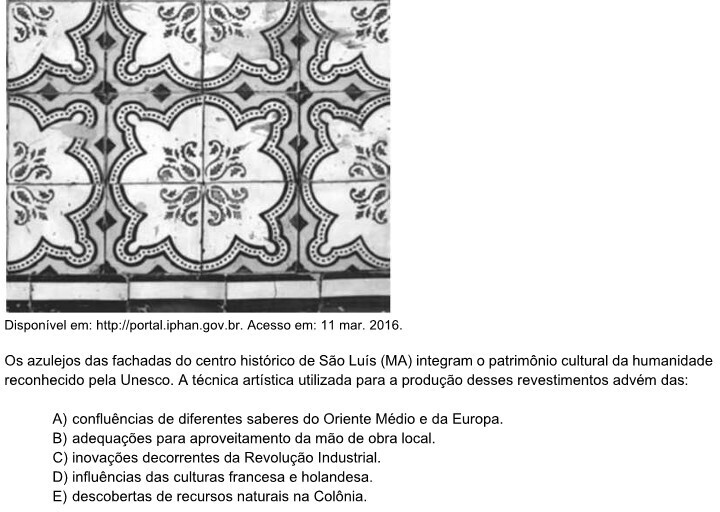 Disponível em: http://portal.iphan.gov.br. Acesso em: 11 mar. 2016.
Os azulejos das fachadas do centro histórico de São Luís (MA) integram o patrimônio cultural da humanidade
reconhecido pela Unesco. A técnica artística utilizada para a produção desses revestimentos advém das:
A) confluências de diferentes saberes do Oriente Médio e da Europa.
B) adequações para aproveitamento da mão de obra local.
C) inovações decorrentes da Revolução Industrial.
D) influências das culturas francesa e holandesa.
E) descobertas de recursos naturais na Colônia.